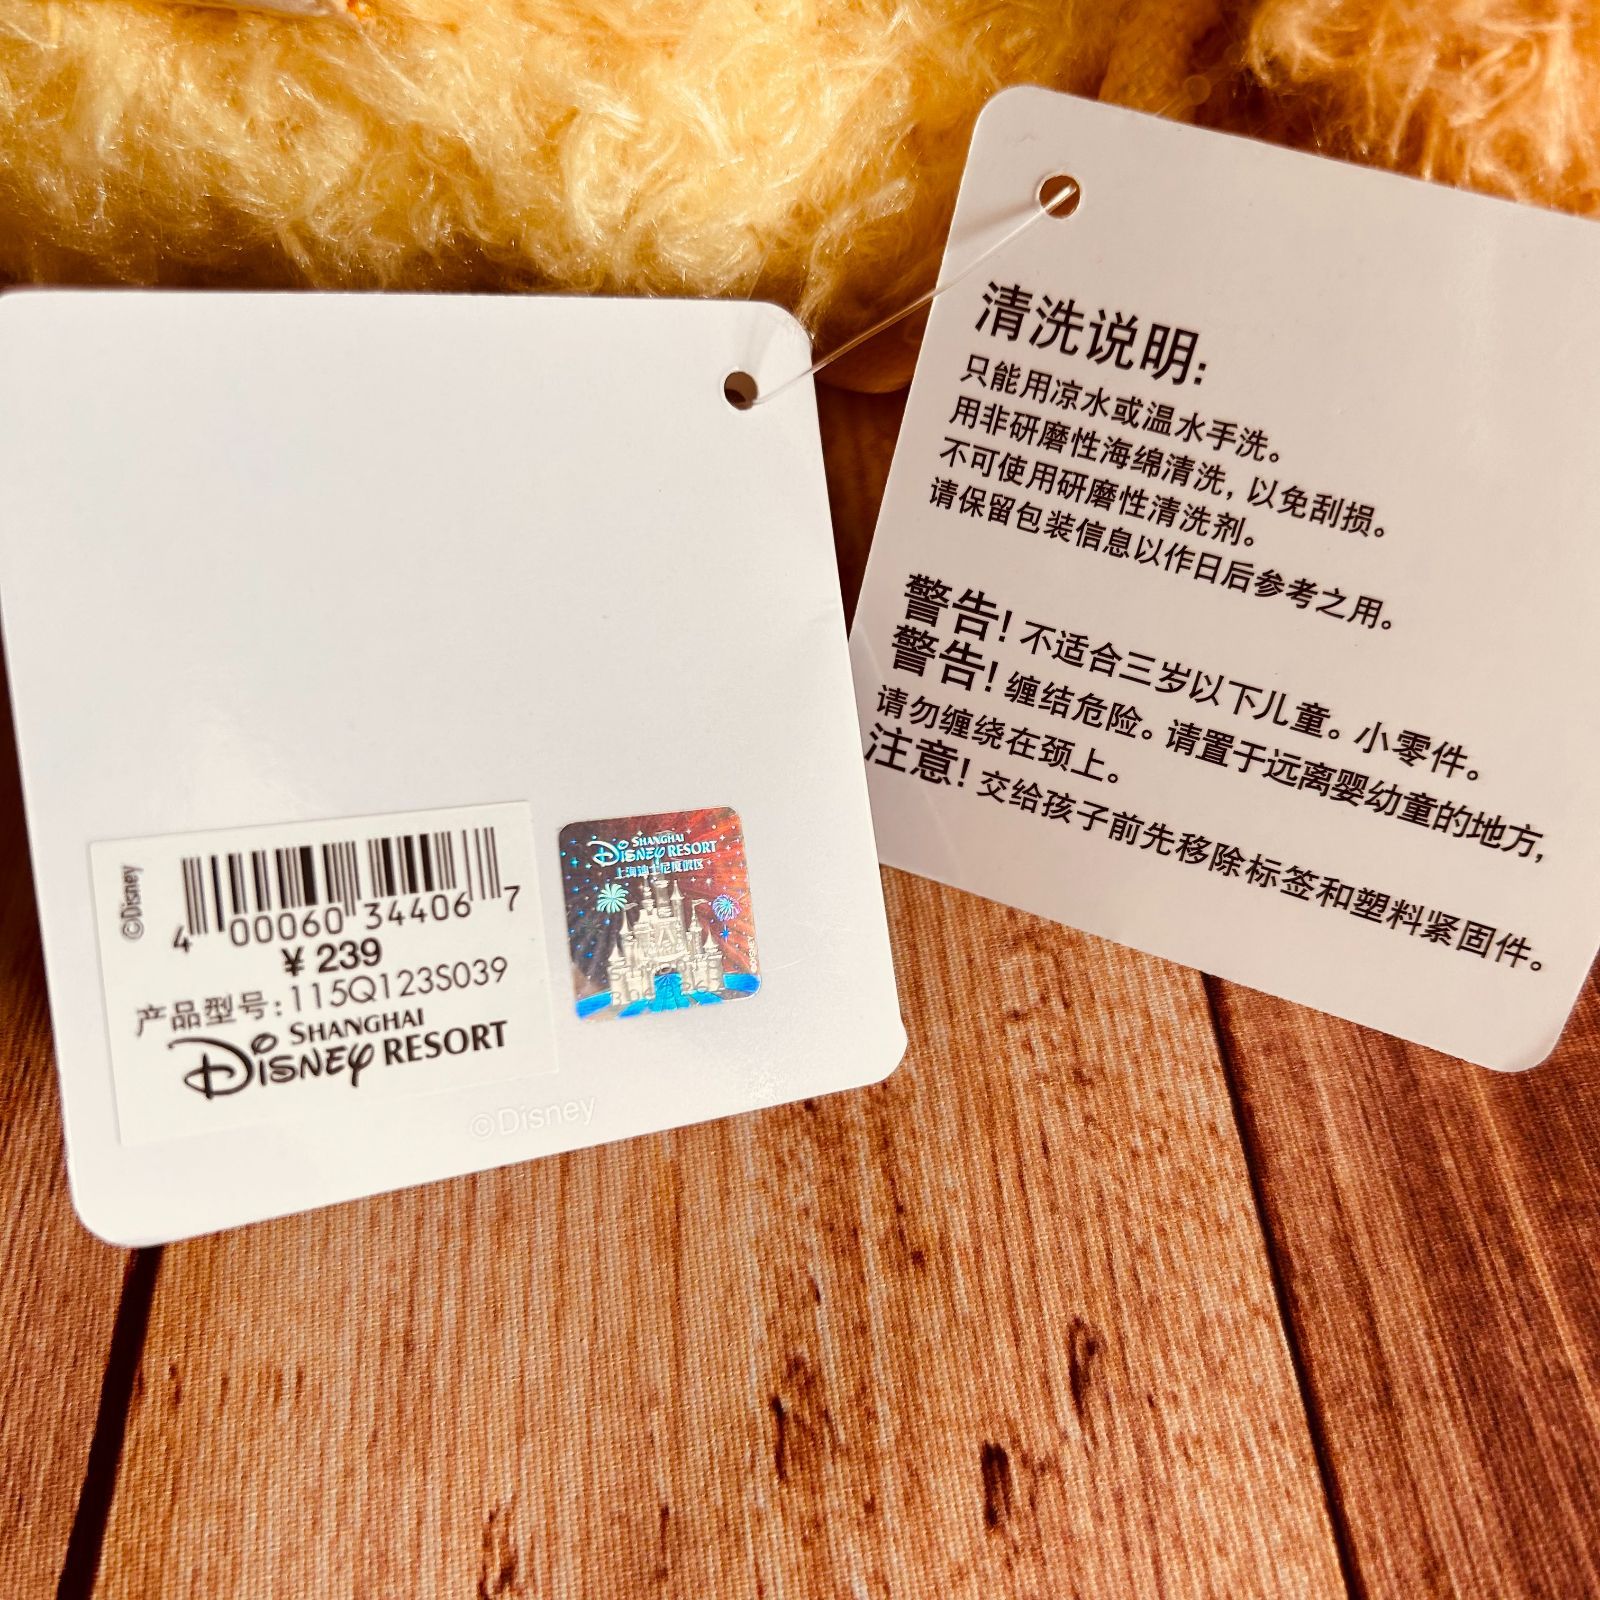 ©Disney
4 00060 34406 7
¥ 239
产品型号:115Q123S039
SHANGHAI
DISNEY RESORT
SHANGHAI
DISNEY RESORT
上海迪士尼度假区
©Disney
清洗说明:
只能用凉水或温水手洗。
用非研磨性海绵清洗, 以免刮损。
不可使用研磨性清洗剂。
请保留包装信息以作日后参考之用。
警告! 不适合三岁以下儿童。小零件。
警告! 缠结危险。请置于远离婴幼童的地方,
请勿缠绕在颈上。
注意! 交给孩子前先移除标签和塑料紧固件。